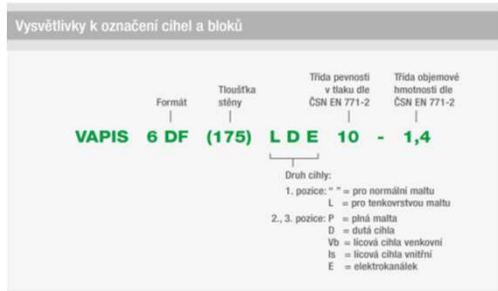 Vysvětlivky k označení cihel a bloků
Formát
Tloušťka
stěny
Třída pevnosti
v tlaku dle
ČSN EN 771-2
Třída objemové
hmotnosti dle
ČSN EN 771-2
VAPIS 6 DF (175) L D E 10 - 1,4
Druh cihly:
1. pozice: " " = pro normální maltu
L = pro tenkovrstvou maltu
2., 3. pozice: P = plná malta
D = dutá cihla
Vb = lícová cihla venkovní
Is = lícová cihla vnitřní
E = elektrokanálek